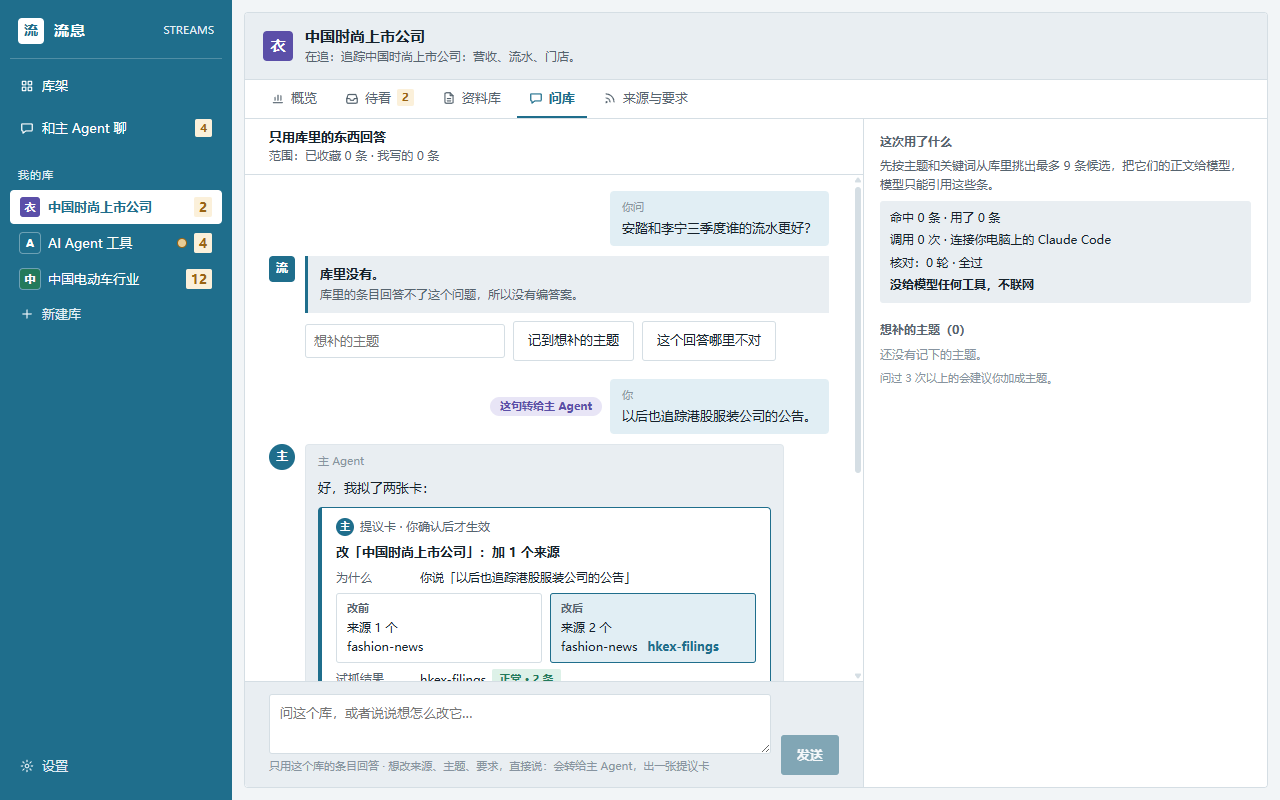 流 流息 STREAMS
库架
和主 Agent 聊 4
我的库
衣 中国时尚上市公司 2
A AI Agent 工具 4
中 中国电动车行业 12
新建库
设置
衣 中国时尚上市公司
在追：追踪中国时尚上市公司：营收、流水、门店。
概览 待看 2 资料库 问库 来源与要求
只用库里的东西回答
范围：已收藏 0 条 · 我写的 0 条
你问
安踏和李宁三季度谁的流水更好？
流 库里没有。
库里的条目回答不了这个问题，所以没有编答案。
想补的主题 记到想补的主题 这个回答哪里不对
这句转给主 Agent
你
以后也追踪港股服装公司的公告。
主 主 Agent
好，我拟了两张卡：
主 提议卡 · 你确认后才生效
改「中国时尚上市公司」：加 1 个来源
为什么 你说「以后也追踪港股服装公司的公告」
改前
来源 1 个
fashion-news
改后
来源 2 个
fashion-news hkex-filings
试抓结果 hkex-filings 正常 • 2 条
问这个库，或者说说想怎么改它...
发送
只用这个库的条目回答 · 想改来源、主题、要求，直接说：会转给主 Agent，出一张提议卡
这次用了什么
先按主题和关键词从库里挑出最多 9 条候选，把它们的正文给模型，
模型只能引用这些条。
命中 0 条 · 用了 0 条
调用 0 次 · 连接你电脑上的 Claude Code
核对：0 轮 · 全过
没给模型任何工具，不联网
想补的主题（0）
还没有记下的主题。
问过 3 次以上的会建议你加成主题。